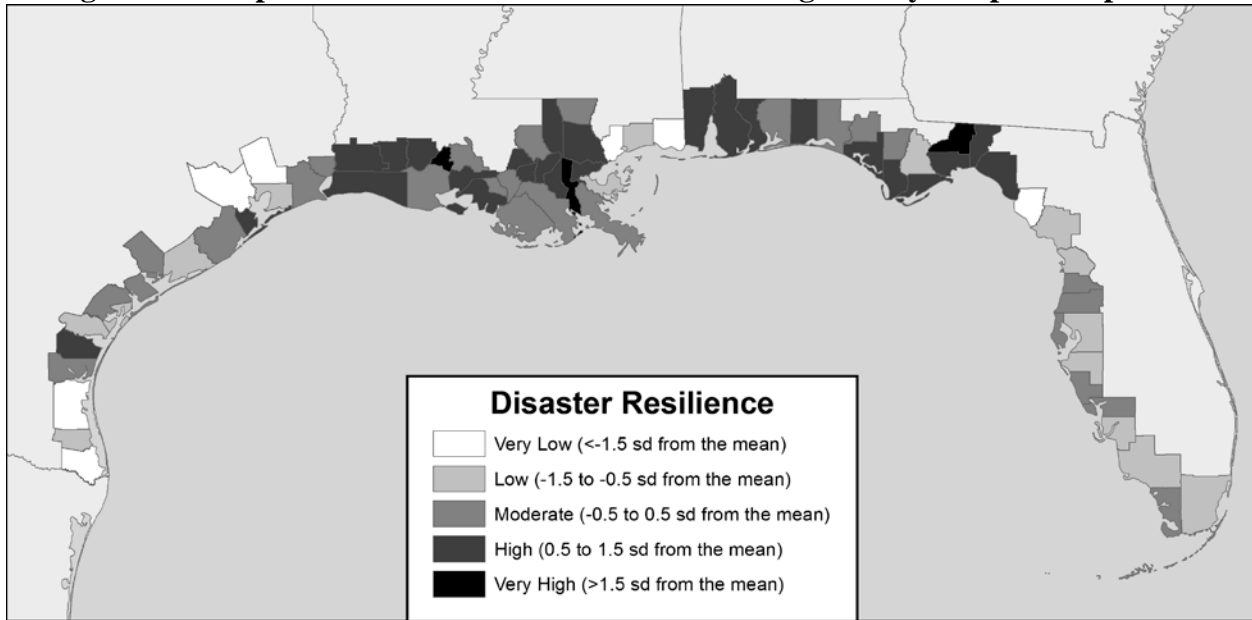 Disaster Resilience
Very Low (<-1.5 sd from the mean)
Low (-1.5 to -0.5 sd from the mean)
Moderate (-0.5 to 0.5 sd from the mean)
High (0.5 to 1.5 sd from the mean)
Very High (>1.5 sd from the mean)